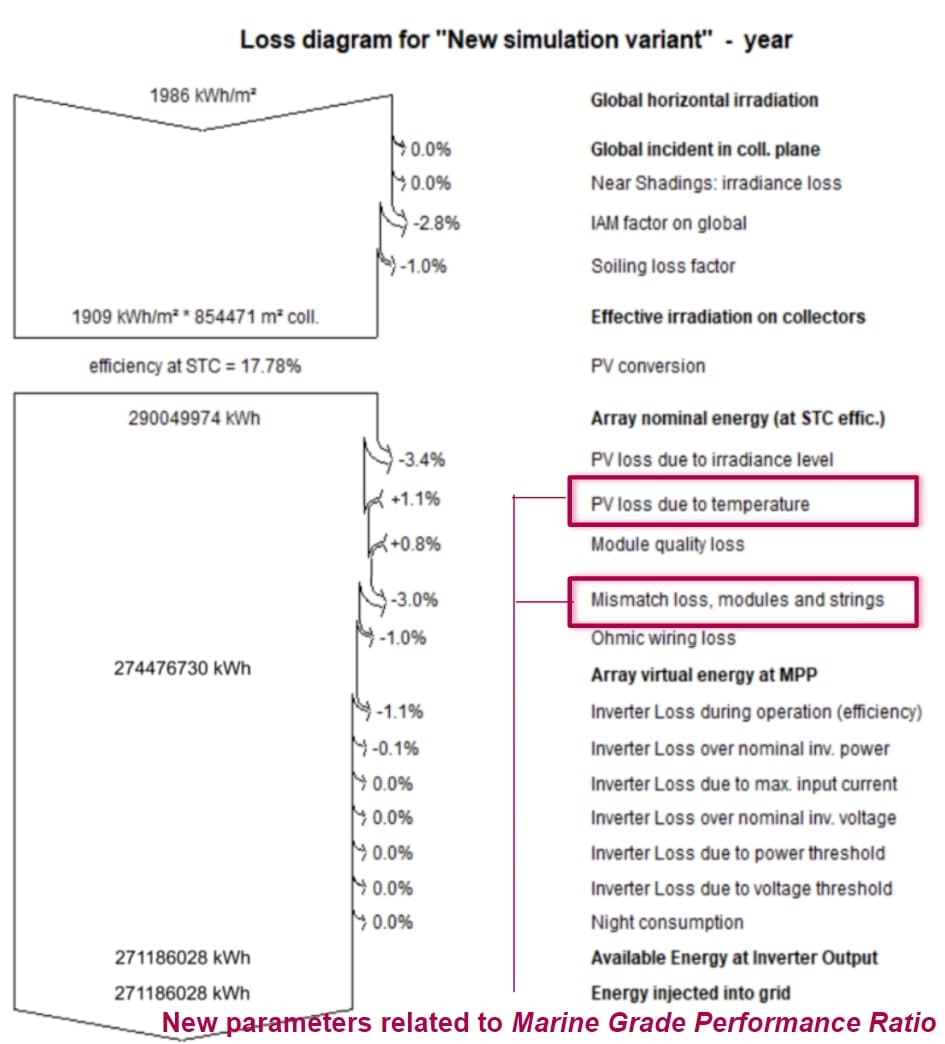 Loss diagram for "New simulation variant" - year
1986 kWh/m²
Global horizontal irradiation
0.0% Global incident in coll. plane
0.0% Near Shadings: irradiance loss
-2.8% IAM factor on global
-1.0% Soiling loss factor
1909 kWh/m² * 854471 m² coll. Effective irradiation on collectors
efficiency at STC = 17.78% PV conversion
290049974 kWh Array nominal energy (at STC effic.)
-3.4% PV loss due to irradiance level
+1.1% PV loss due to temperature
+0.8% Module quality loss
-3.0% Mismatch loss, modules and strings
-1.0% Ohmic wiring loss
274476730 kWh Array virtual energy at MPP
-1.1% Inverter Loss during operation (efficiency)
-0.1% Inverter Loss over nominal inv. power
0.0% Inverter Loss due to max. input current
0.0% Inverter Loss over nominal inv. voltage
0.0% Inverter Loss due to power threshold
0.0% Inverter Loss due to voltage threshold
0.0% Night consumption
271186028 kWh Available Energy at Inverter Output
271186028 kWh Energy injected into grid
New parameters related to Marine Grade Performance Ratio